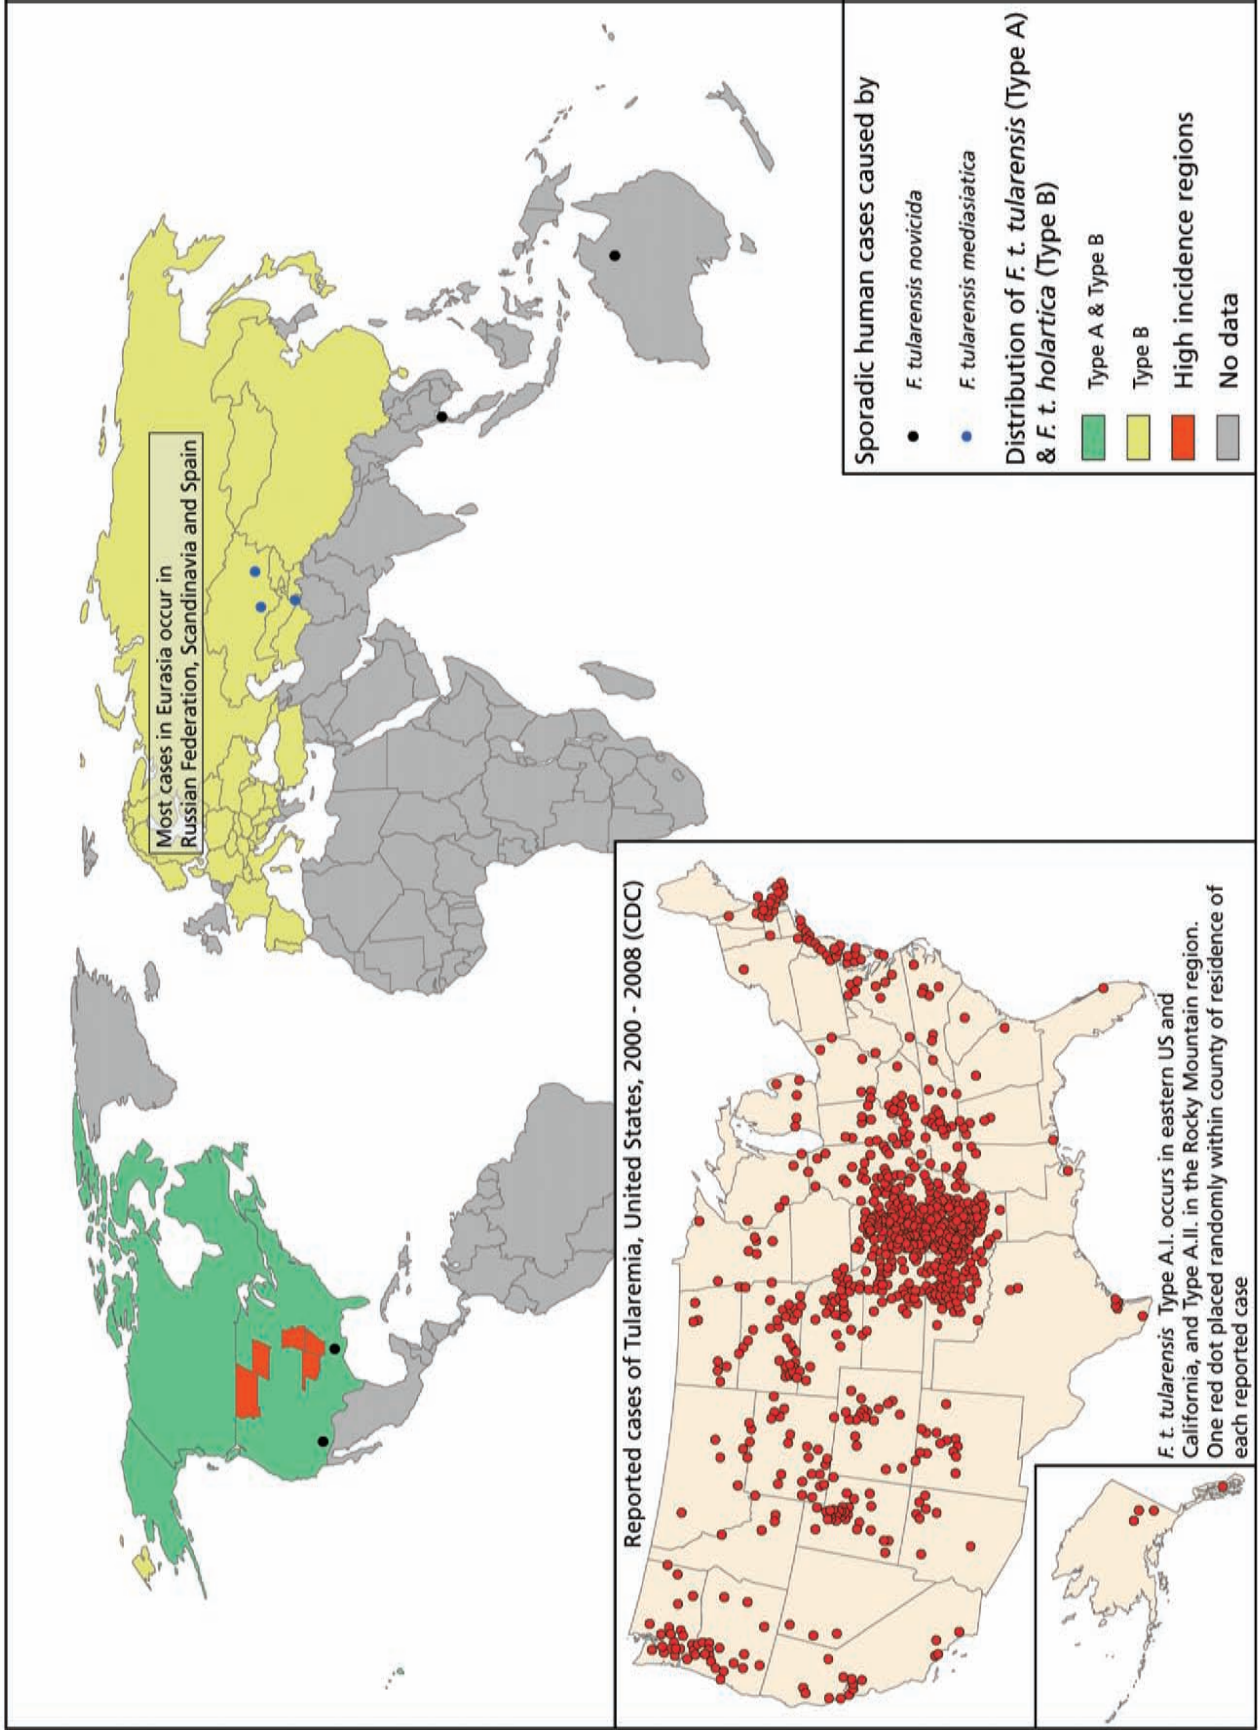 Most cases in Eurasia occur in
Russian Federation, Scandinavia and Spain
Reported cases of Tularemia, United States, 2000 - 2008 (CDC)
F. t. tularensis Type A.I. occurs in eastern US and
California, and Type A.II. in the Rocky Mountain region.
One red dot placed randomly within county of residence of
each reported case
Sporadic human cases caused by
F. tularensis novicida
F. tularensis mediasiatica
Distribution of F. t. tularensis (Type A)
& F. t. holartica (Type B)
Type A & Type B
Type B
High incidence regions
No data